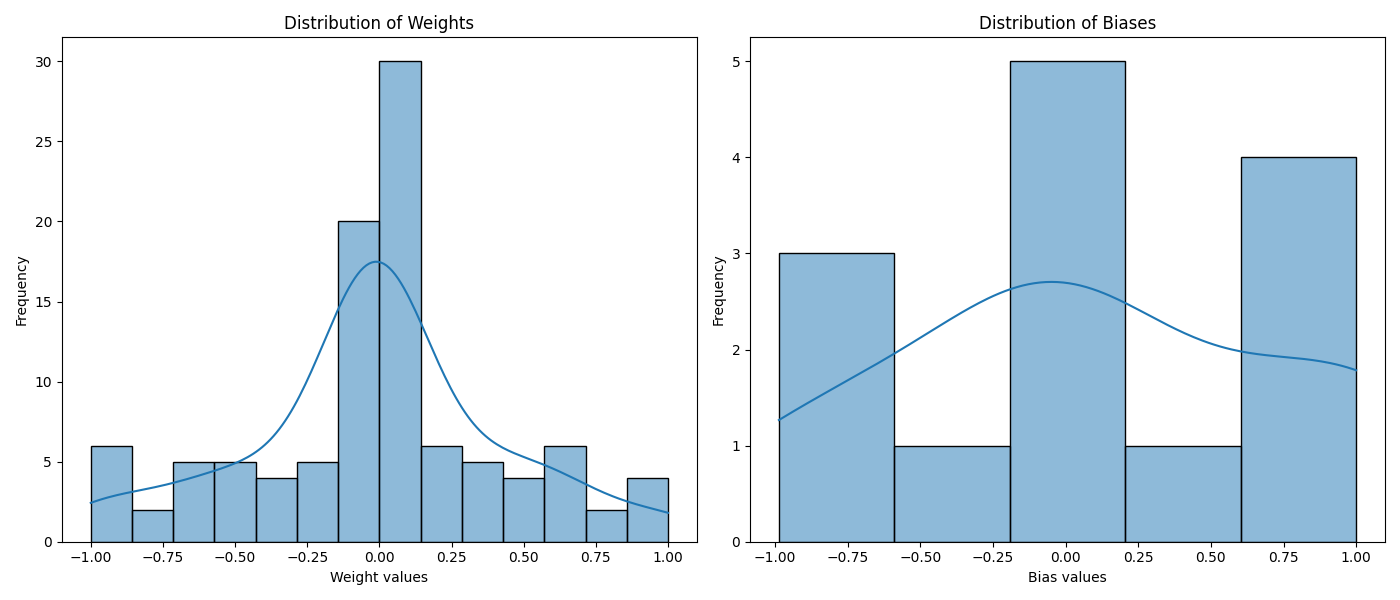 Distribution of Weights
30
25
20
15
10
5
0
Frequency
−1.00 −0.75 −0.50 −0.25 0.00 0.25 0.50 0.75 1.00
Weight values
Distribution of Biases
5
4
3
2
1
0
Frequency
−1.00 −0.75 −0.50 −0.25 0.00 0.25 0.50 0.75 1.00
Bias values